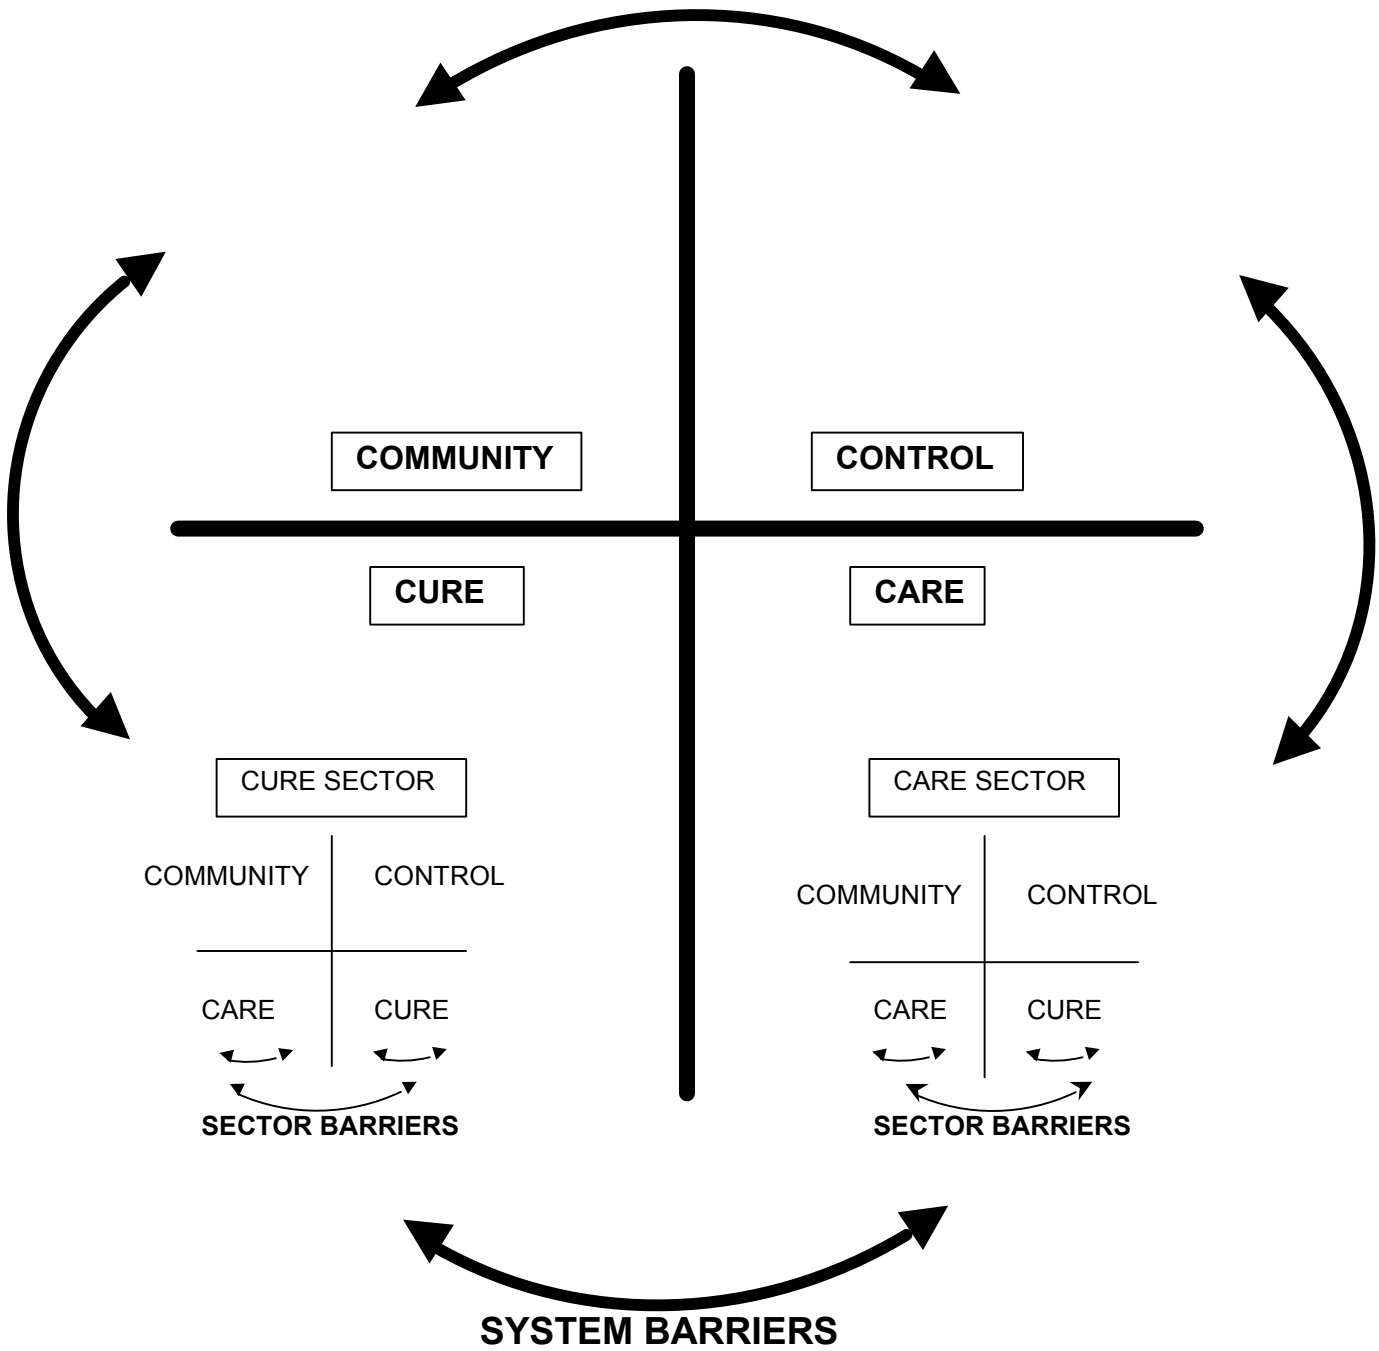 COMMUNITY
CONTROL
CURE
CARE
CURE SECTOR
CARE SECTOR
COMMUNITY
CONTROL
COMMUNITY
CONTROL
CARE
CURE
CARE
CURE
SECTOR BARRIERS
SECTOR BARRIERS
SYSTEM BARRIERS